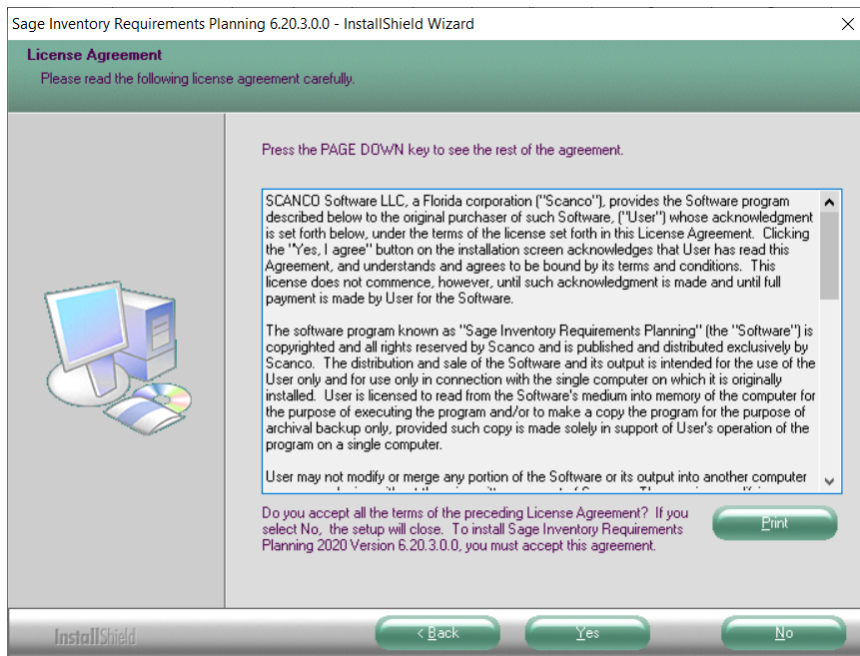 Sage Inventory Requirements Planning 6.20.3.0.0 - InstallShield Wizard
License Agreement
Please read the following license agreement carefully.
Press the PAGE DOWN key to see the rest of the agreement.
SCANCO Software LLC, a Florida corporation ("Scanco"), provides the Software program
described below to the original purchaser of such Software, ("User") whose acknowledgment
is set forth below, under the terms of the license set forth in this License Agreement. Clicking
the "Yes, I agree" button on the installation screen acknowledges that User has read this
Agreement, and understands and agrees to be bound by its terms and conditions. This
license does not commence, however, until such acknowledgment is made and until full
payment is made by User for the Software.
The software program known as "Sage Inventory Requirements Planning" (the "Software") is
copyrighted and all rights reserved by Scanco and is published and distributed exclusively by
Scanco. The distribution and sale of the Software and its output is intended for the use of the
User only and for use only in connection with the single computer on which it is originally
installed. User is licensed to read from the Software's medium into memory of the computer for
the purpose of executing the program and/or to make a copy the program for the purpose of
archival backup only, provided such copy is made solely in support of User's operation of the
program on a single computer.
User may not modify or merge any portion of the Software or its output into another computer
Do you accept all the terms of the preceding License Agreement? If you
select No, the setup will close. To install Sage Inventory Requirements
Planning 2020 Version 6.20.3.0.0, you must accept this agreement.
Print
InstallShield
< Back
Yes
No